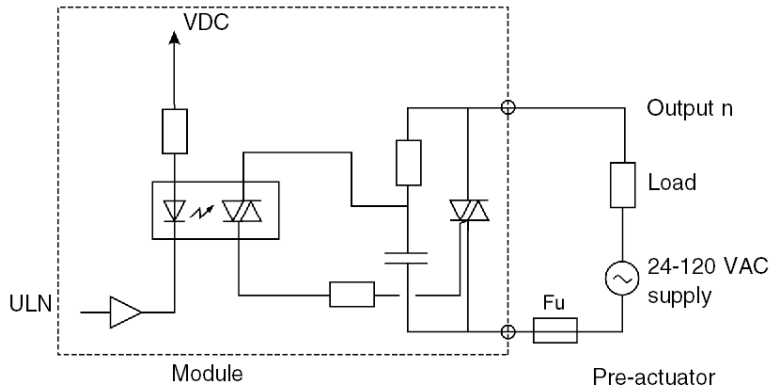 VDC
Output n
Load
24-120 VAC
supply
ULN
Fu
Module
Pre-actuator